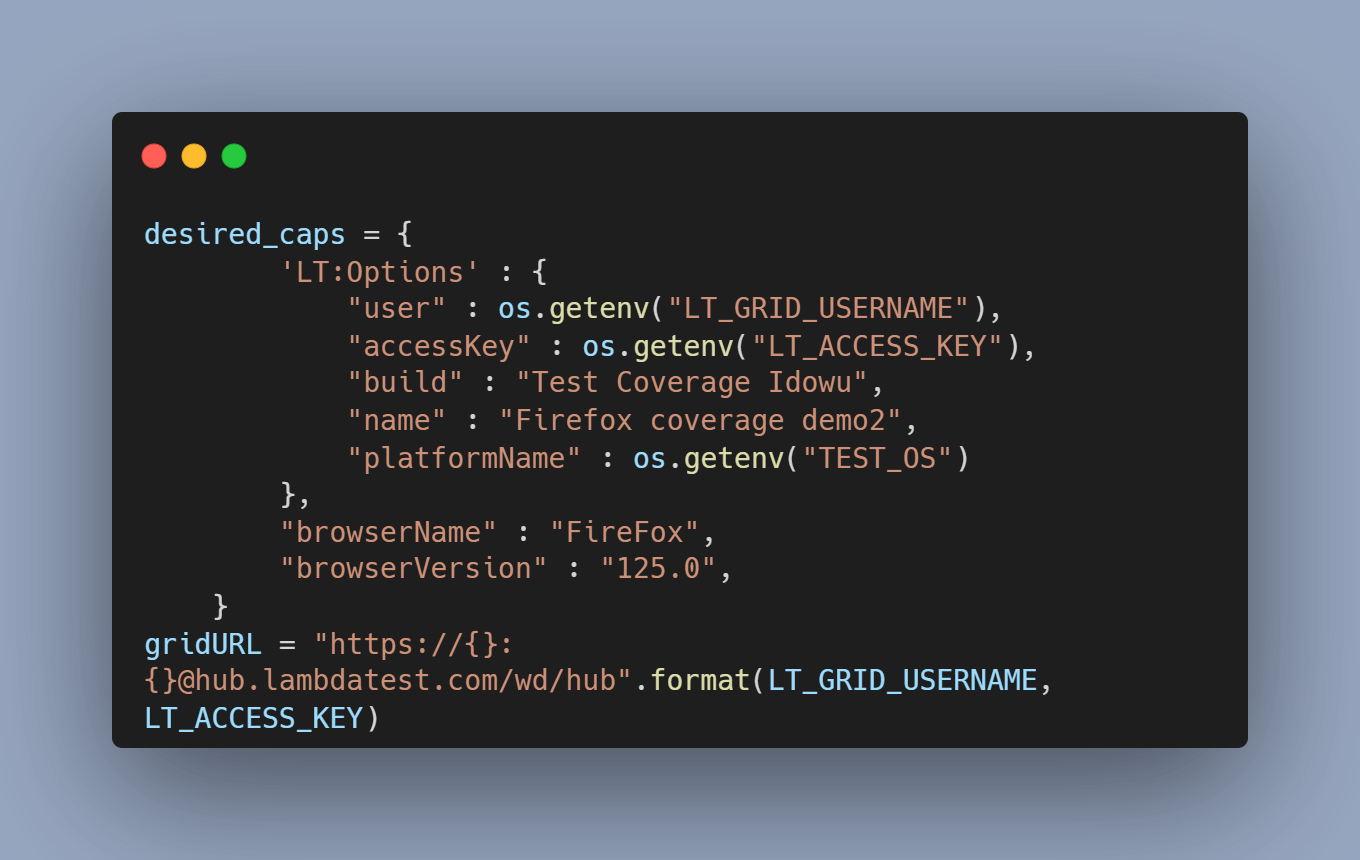 desired_caps = {
        'LT:Options' : {
            "user" : os.getenv("LT_GRID_USERNAME"),
            "accessKey" : os.getenv("LT_ACCESS_KEY"),
            "build" : "Test Coverage Idowu",
            "name" : "Firefox coverage demo2",
            "platformName" : os.getenv("TEST_OS")
        },
        "browserName" : "FireFox",
        "browserVersion" : "125.0",
    }
gridURL = "https://{}:
{}@hub.lambdatest.com/wd/hub".format(LT_GRID_USERNAME,
LT_ACCESS_KEY)